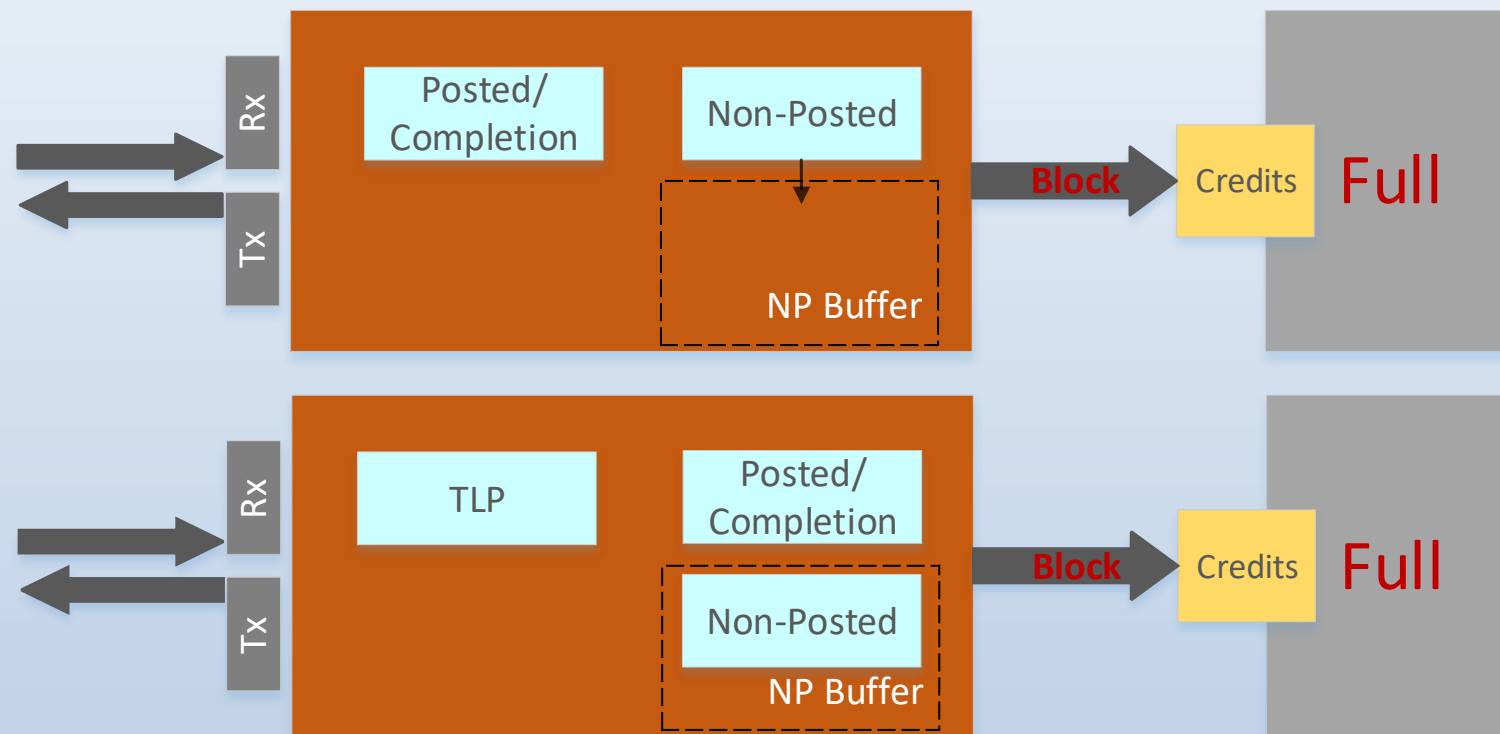 Rx
Posted/
Completion
Non-Posted
Block
Credits
Full
Tx
NP Buffer
Rx
TLP
Posted/
Completion
Block
Credits
Full
Tx
Non-Posted
NP Buffer